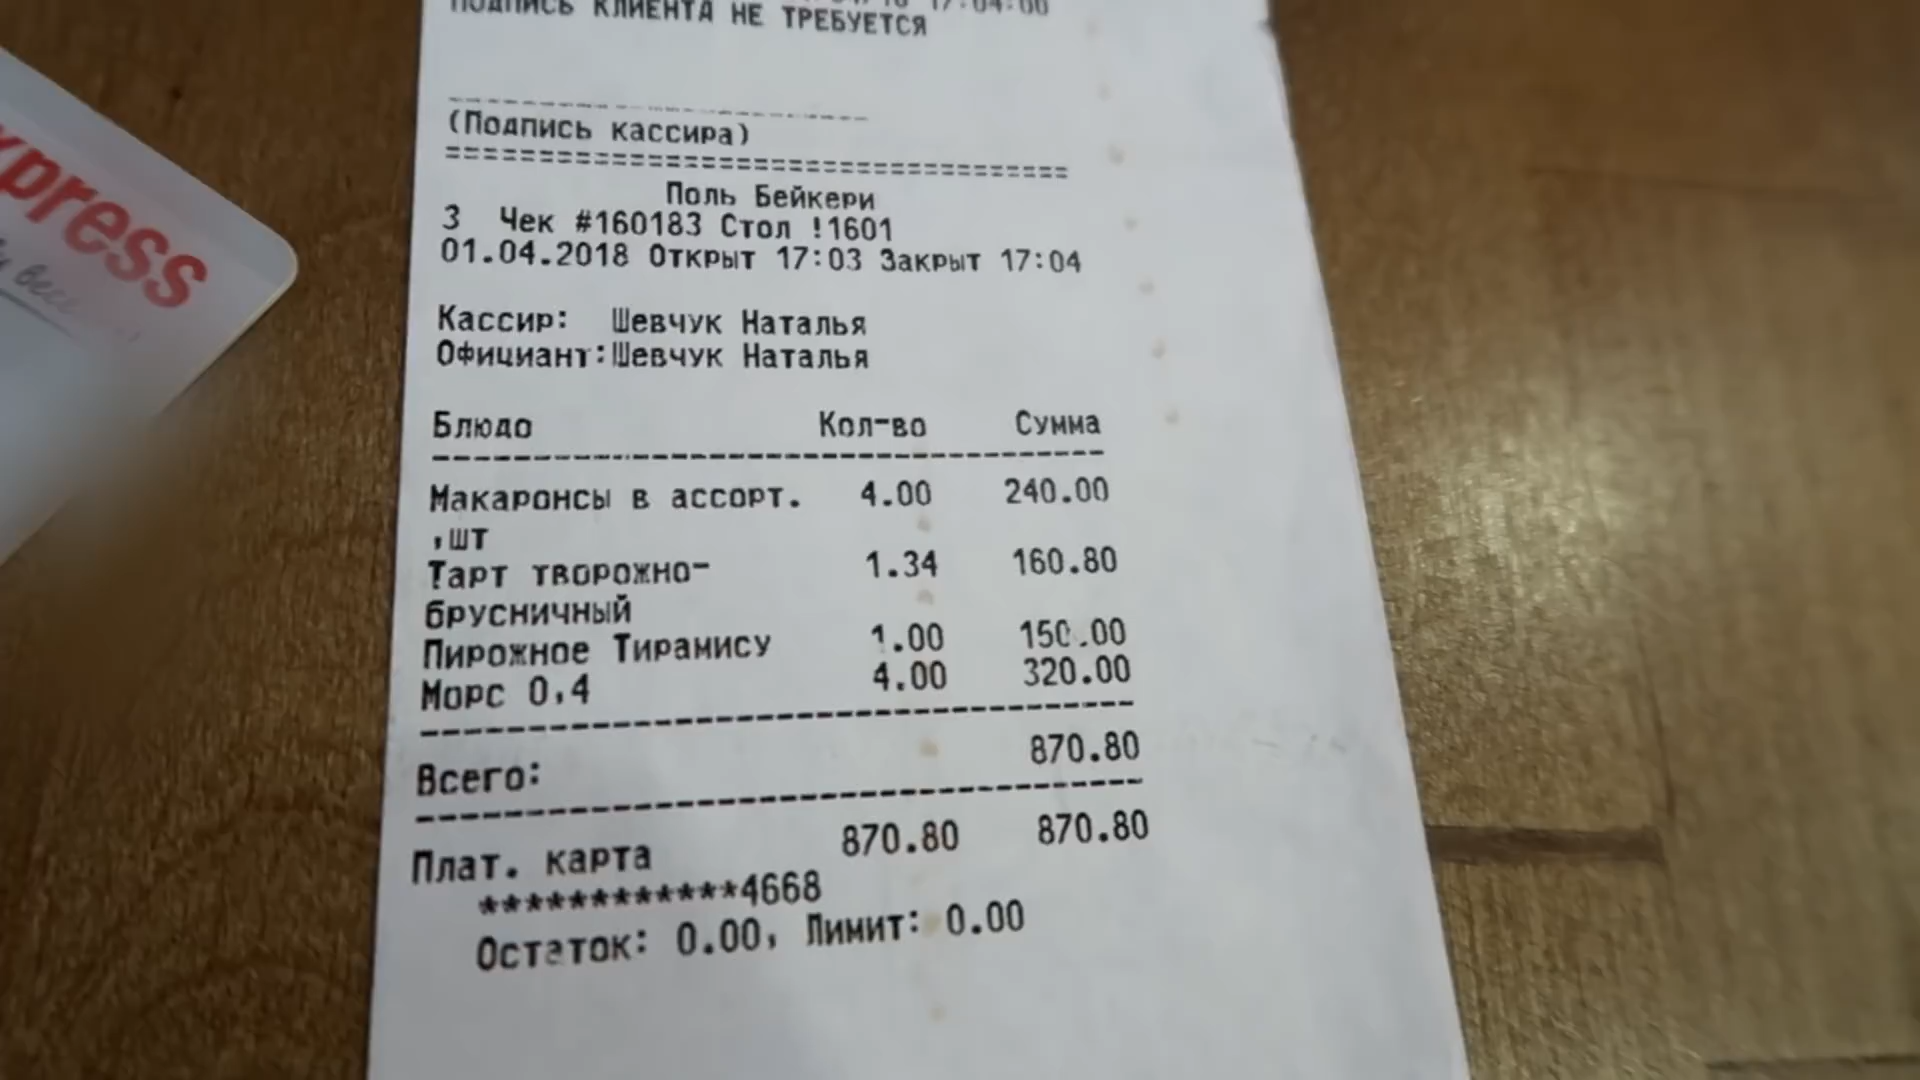 ПОДПИСЬ КЛИЕНТА НЕ ТРЕБУЕТСЯ
(Подпись кассира)
Поль Бейкери
3 Чек #160183 Стол !1601
01.04.2018 Открыт 17:03 Закрыт 17:04
Кассир: Шевчук Наталья
Официант:Шевчук Наталья
Блюдо Кол-во Сумма
Макаронсы в ассорт. 4.00 240.00
,шт
Тарт творожно- 1.34 160.80
брусничный
Пирожное Тирамису 1.00 150.00
Морс 0,4 4.00 320.00
Всего: 870.80
Плат. карта 870.80 870.80
************4668
Остаток: 0.00, Лимит: 0.00
xpress